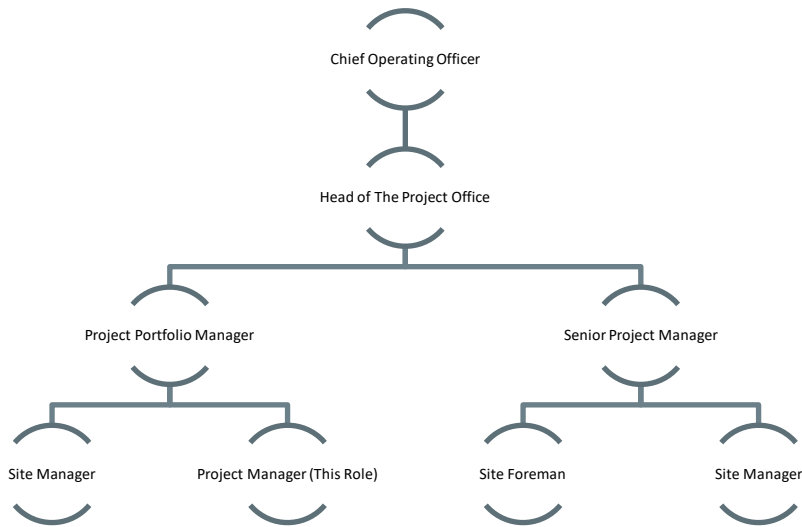 Chief Operating Officer
Head of The Project Office
Project Portfolio Manager
Senior Project Manager
Site Manager
Project Manager (This Role)
Site Foreman
Site Manager